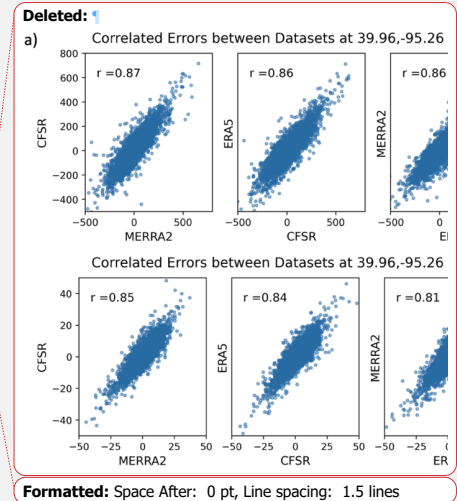 Deleted: ¶
a) Correlated Errors between Datasets at 39.96,-95.26
800
600
400
200
0
−200
−400
CFSR
r =0.87
−500 0 500
MERRA2
ERA5
r =0.86
−500 0 500
CFSR
MERRA2
r =0.86
−500 0
EI
Correlated Errors between Datasets at 39.96,-95.26
40
20
0
−20
−40
CFSR
r =0.85
−50 −25 0 25 50
MERRA2
ERA5
r =0.84
−50 −25 0 25 50
CFSR
MERRA2
r =0.81
−50 −25 0
ER
Formatted: Space After: 0 pt, Line spacing: 1.5 lines